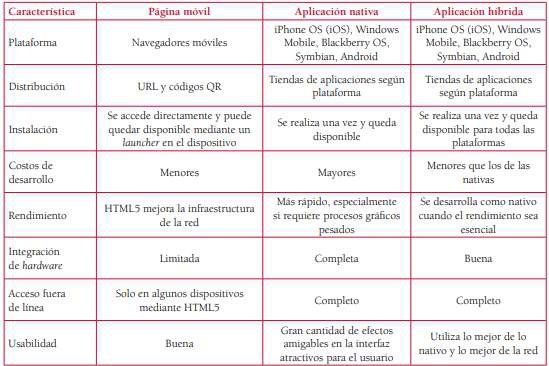 Característica Página móvil Aplicación nativa Aplicación híbrida
Plataforma
Navegadores móviles
iPhone OS (iOS), Windows
Mobile, Blackberry OS,
Symbian, Android
iPhone OS (iOS), Windows
Mobile, Blackberry OS,
Symbian, Android
Distribución
URL y códigos QR
Tiendas de aplicaciones según
plataforma
Tiendas de aplicaciones
según plataforma
Instalación
Se accede directamente y puede
quedar disponible mediante un
launcher en el dispositivo
Se realiza una vez y queda
disponible
Se realiza una vez y queda
disponible para todas las
plataformas
Costos de
desarrollo
Menores
Mayores
Menores que los de las
nativas
Rendimiento
HTML5 mejora la infraestructura
de la red
Más rápido, especialmente
si requiere procesos gráficos
pesados
Se desarrolla como nativo
cuando el rendimiento sea
esencial
Integración
de hardware
Limitada
Completa
Buena
Acceso fuera
de línea
Solo en algunos dispositivos
mediante HTML5
Completo
Completo
Usabilidad
Buena
Gran cantidad de efectos
amigables en la interfaz
atractivos para el usuario
Utiliza lo mejor de lo
nativo y lo mejor de la red